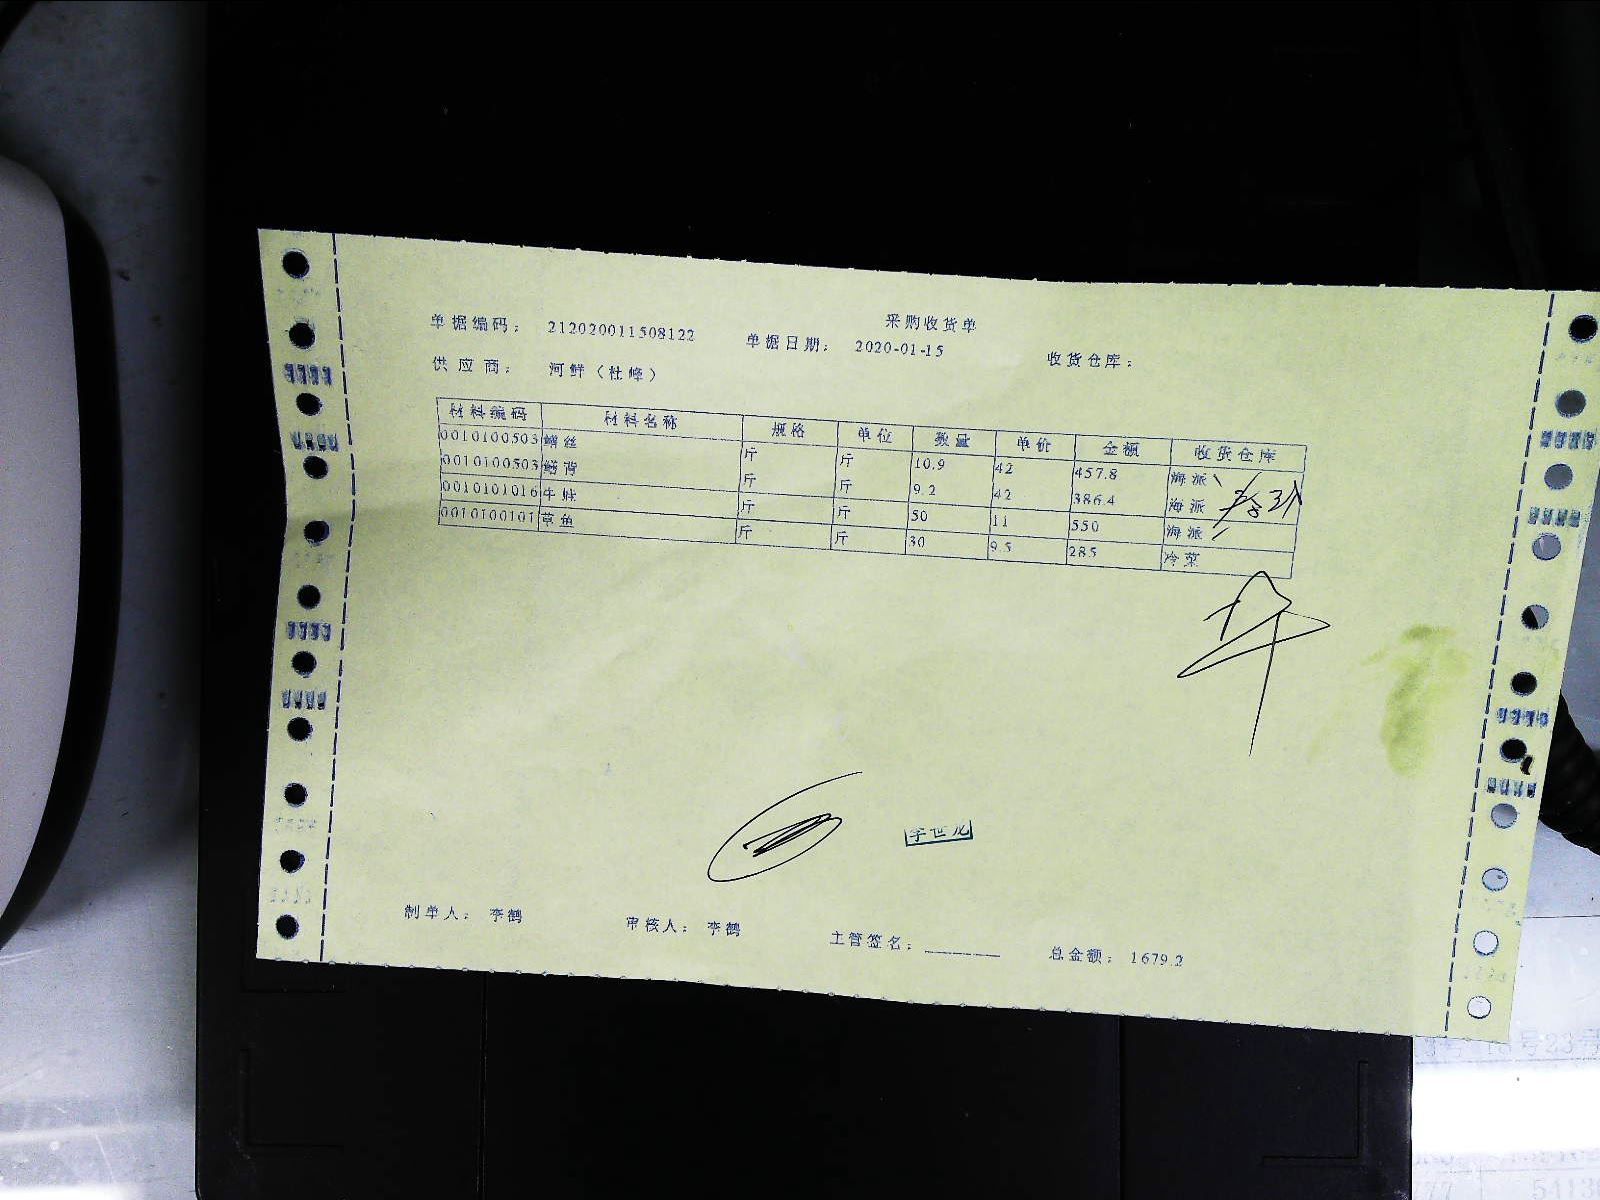 采购收货单
单据编码： 212020011508122 单据日期： 2020-01-15 收货仓库：
供应商： 河鲜（杜峰）
材料编码 材料名称 规格 单位 数量 单价 金额 收货仓库
0010100503 鳝丝 斤 斤 10.9 42 457.8 海派
0010100503 鳝背 斤 斤 9.2 42 386.4 海派
0010101016 牛蛙 斤 斤 50 11 550 海派
0010100101 草鱼 斤 斤 30 9.5 285 冷菜
李世龙
制单人： 李鹤 审核人： 李鹤 主管签名： 总金额： 1679.2